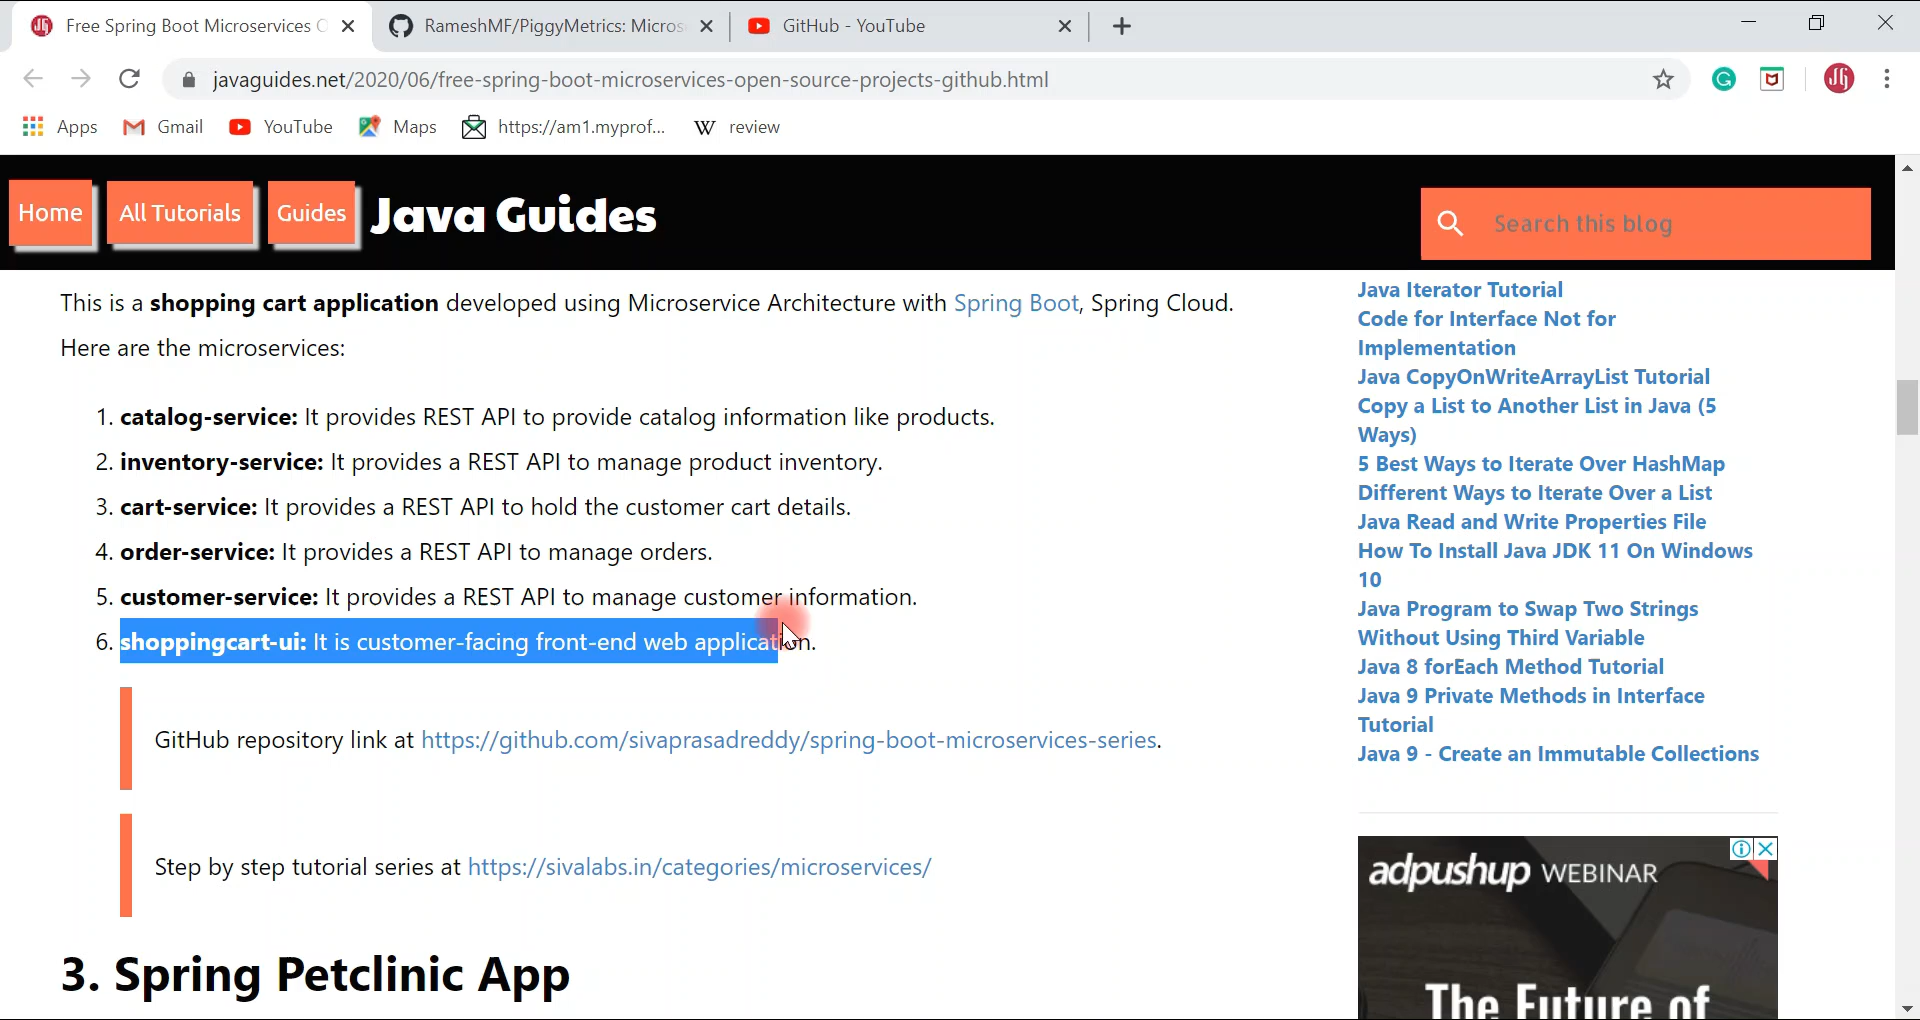 Free Spring Boot Microservices O
RameshMF/PiggyMetrics: Micros
GitHub - YouTube
javaguides.net/2020/06/free-spring-boot-microservices-open-source-projects-github.html
Apps
Gmail
YouTube
Maps
https://am1.myprof...
W review
Home
All Tutorials
Guides
Java Guides
Search this blog
This is a shopping cart application developed using Microservice Architecture with Spring Boot, Spring Cloud.
Here are the microservices:
1. catalog-service: It provides REST API to provide catalog information like products.
2. inventory-service: It provides a REST API to manage product inventory.
3. cart-service: It provides a REST API to hold the customer cart details.
4. order-service: It provides a REST API to manage orders.
5. customer-service: It provides a REST API to manage customer information.
6. shoppingcart-ui: It is customer-facing front-end web application.
GitHub repository link at https://github.com/sivaprasadreddy/spring-boot-microservices-series.
Step by step tutorial series at https://sivalabs.in/categories/microservices/
3. Spring Petclinic App
Java Iterator Tutorial
Code for Interface Not for
Implementation
Java CopyOnWriteArrayList Tutorial
Copy a List to Another List in Java (5
Ways)
5 Best Ways to Iterate Over HashMap
Different Ways to Iterate Over a List
Java Read and Write Properties File
How To Install Java JDK 11 On Windows
10
Java Program to Swap Two Strings
Without Using Third Variable
Java 8 forEach Method Tutorial
Java 9 Private Methods in Interface
Tutorial
Java 9 - Create an Immutable Collections
adpushup WEBINAR
The Future of